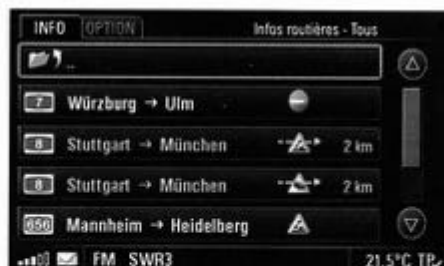 INFO OPTION Infos routières - Tous
..
7 Würzburg → Ulm
8 Stuttgart → München 2 km
8 Stuttgart → München 2 km
656 Mannheim → Heidelberg
FM SWR3 21.5°C TP